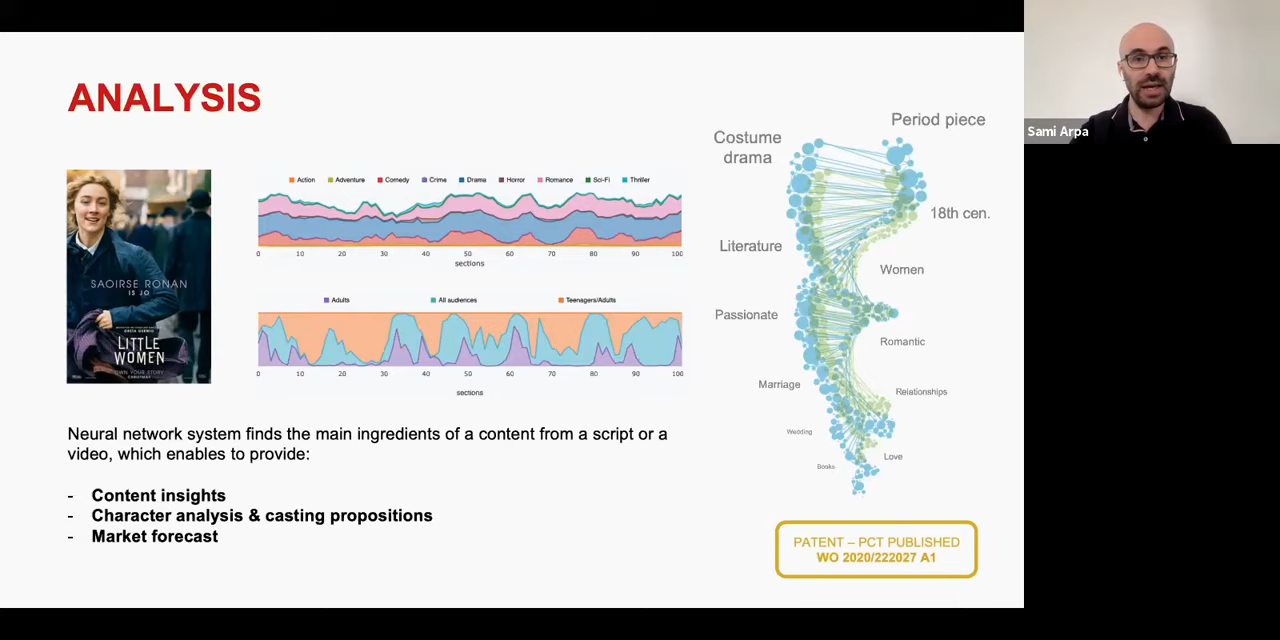 ANALYSIS
SAOIRSE RONAN
IS JO
LITTLE
WOMEN
OWN YOUR STORY
CHRISTMAS
Action Adventure Comedy Crime Drama Horror Romance Sci-Fi Thriller
0 10 20 30 40 50 60 70 80 90 100
sections
Adults All audiences Teenagers/Adults
0 10 20 30 40 50 60 70 80 90 100
sections
Neural network system finds the main ingredients of a content from a script or a
video, which enables to provide:
- Content insights
- Character analysis & casting propositions
- Market forecast
Period piece
Costume
drama
18th cen.
Literature
Women
Passionate
Romantic
Marriage
Relationships
Wedding
Love
Books
PATENT – PCT PUBLISHED
WO 2020/222027 A1
Sami Arpa